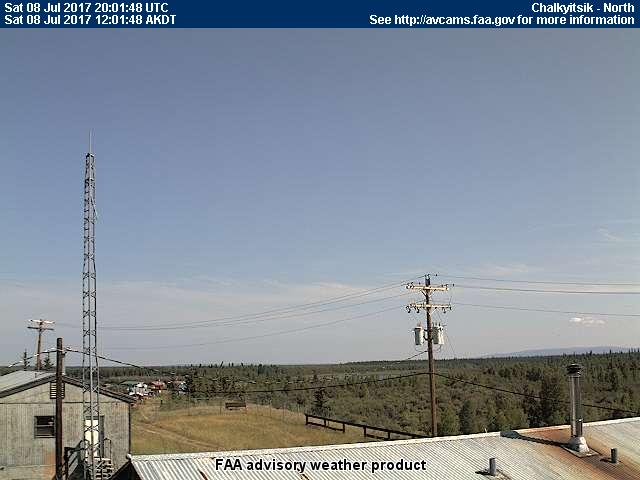 Sat 08 Jul 2017 20:01:48 UTC
Chalkyitsik - North
Sat 08 Jul 2017 12:01:48 AKDT
See http://avcams.faa.gov for more information
FAA advisory weather product